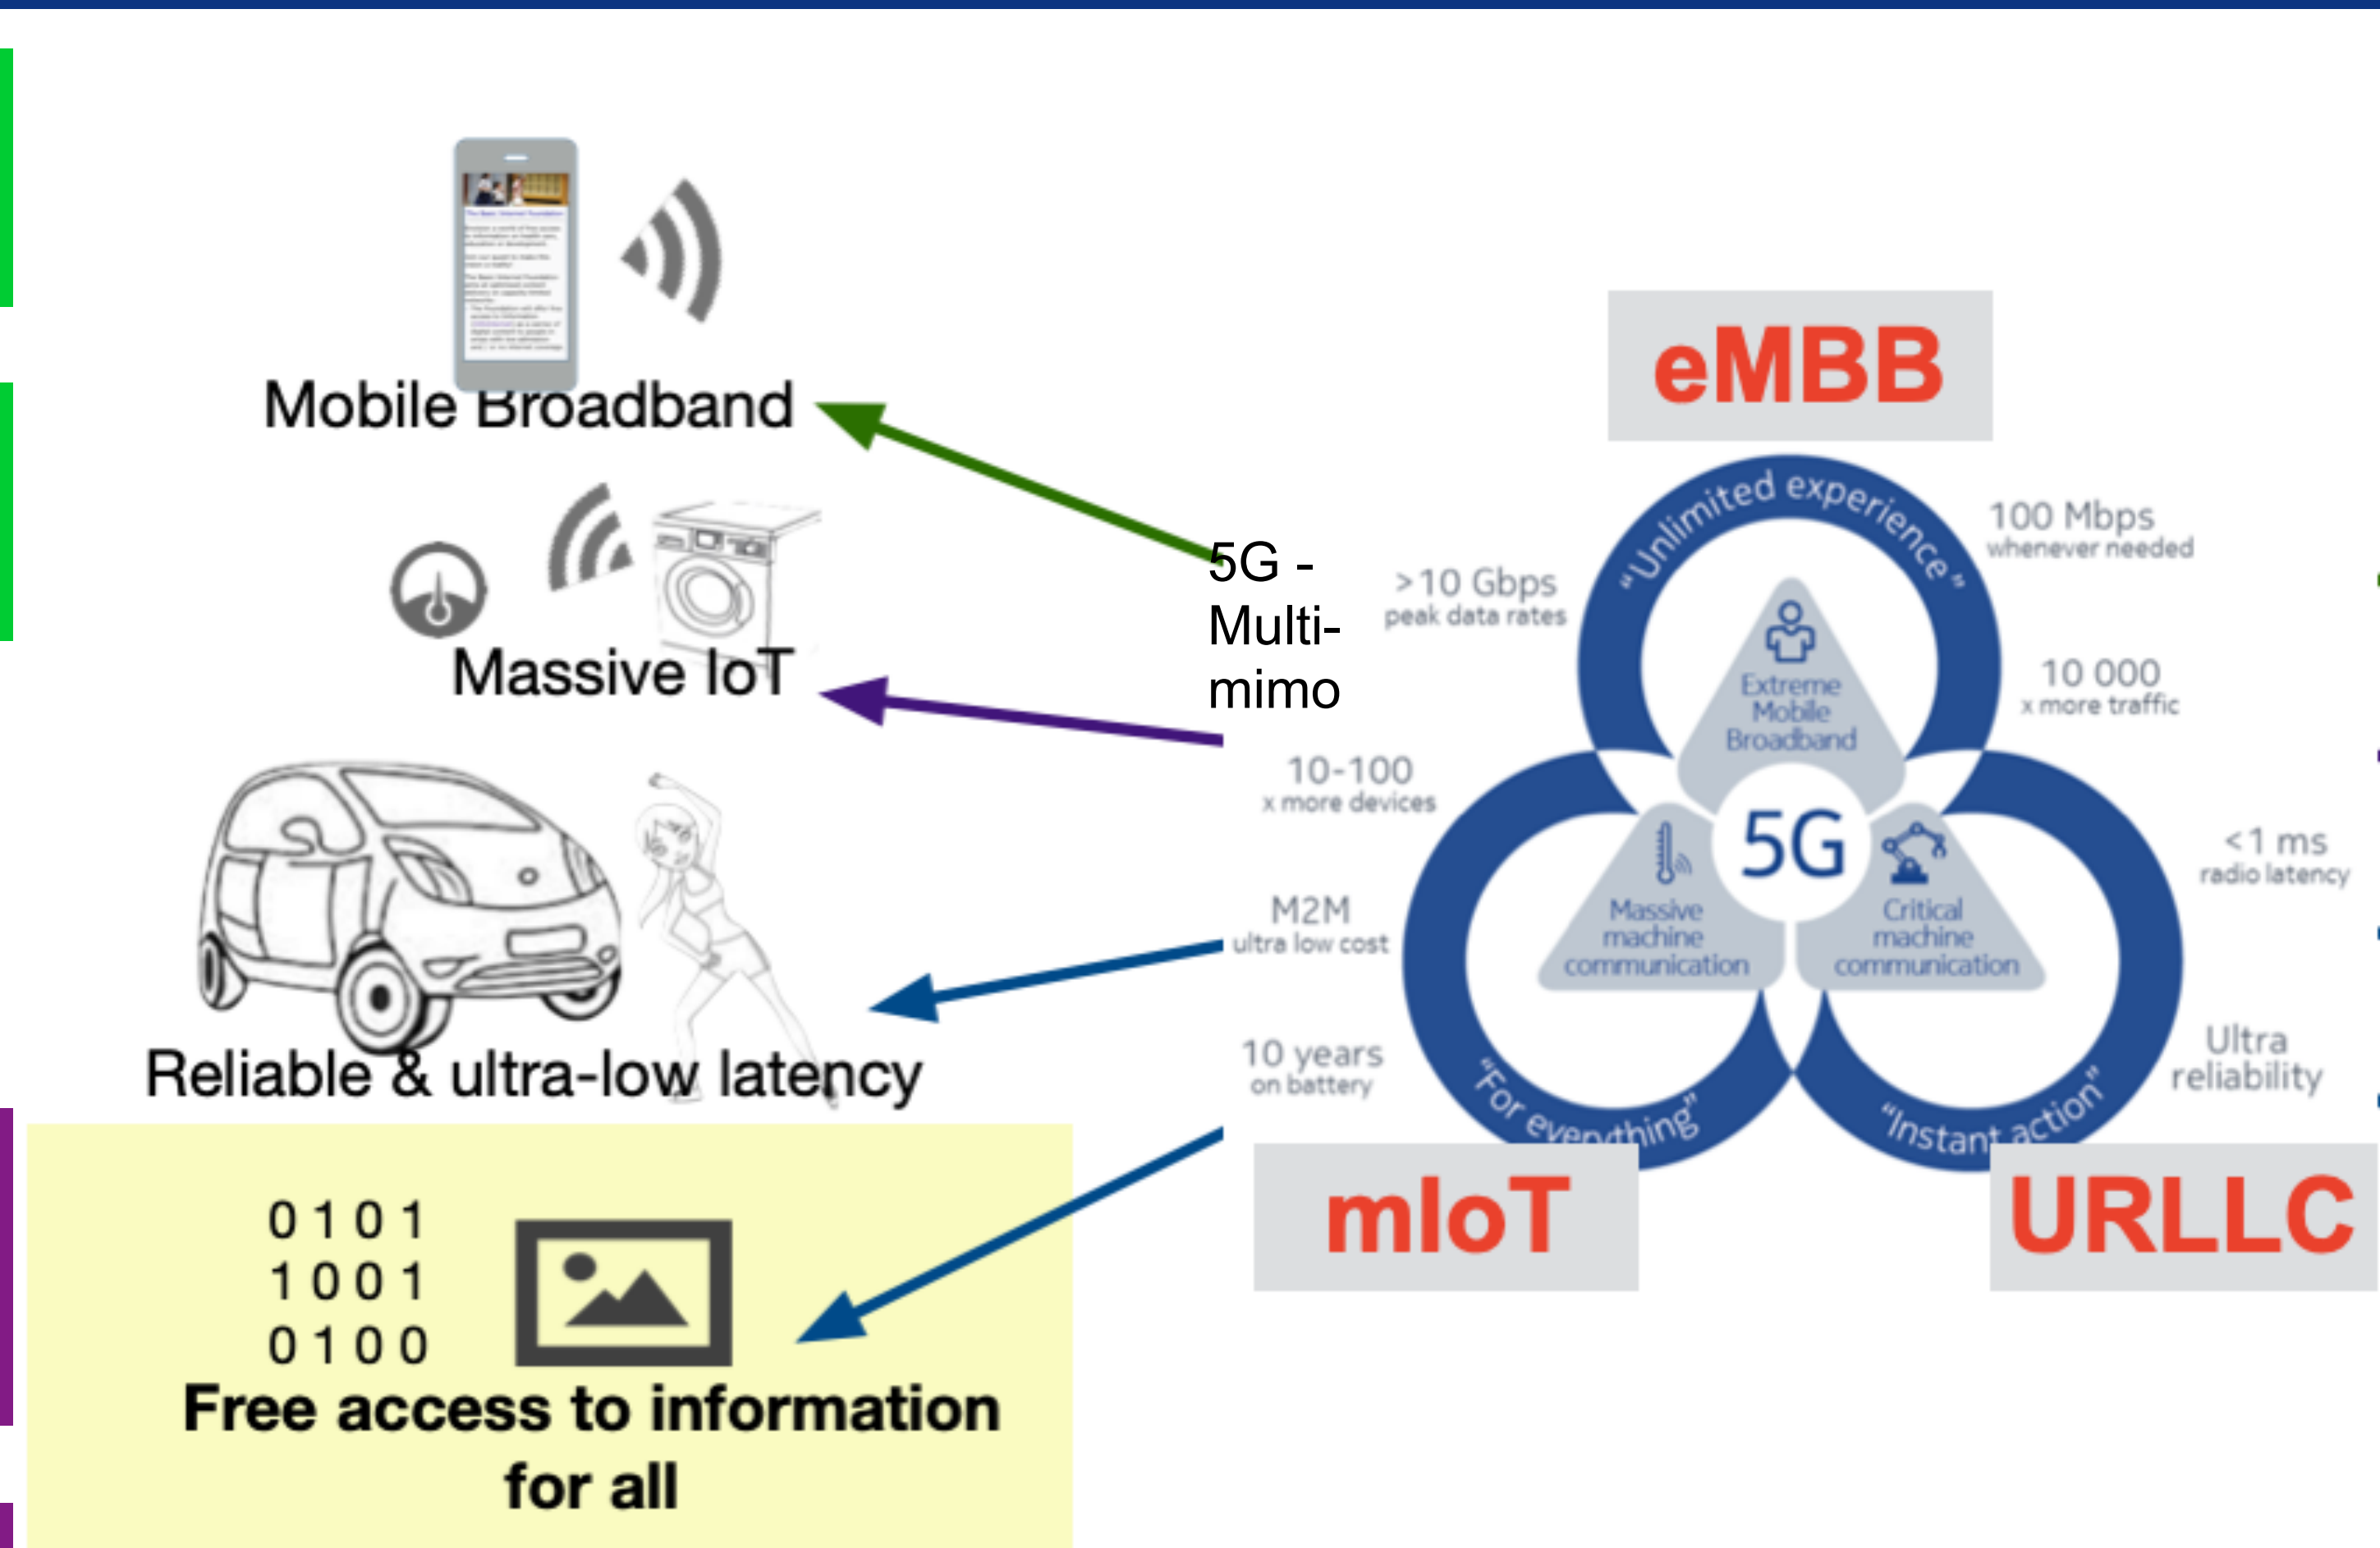 The Basic Internet Foundation
Mobile Broadband
Massive IoT
Reliable & ultra-low latency
0 1 0 1
1 0 0 1
0 1 0 0
Free access to information
for all
5G -
Multi-
mimo
eMBB
“Unlimited experience”
100 Mbps
whenever needed
>10 Gbps
peak data rates
10 000
x more traffic
Extreme
Mobile
Broadband
10-100
x more devices
5G
<1 ms
radio latency
M2M
ultra low cost
Massive
machine
communication
Critical
machine
communication
10 years
on battery
Ultra
reliability
“For everything”
“Instant action”
mIoT
URLLC